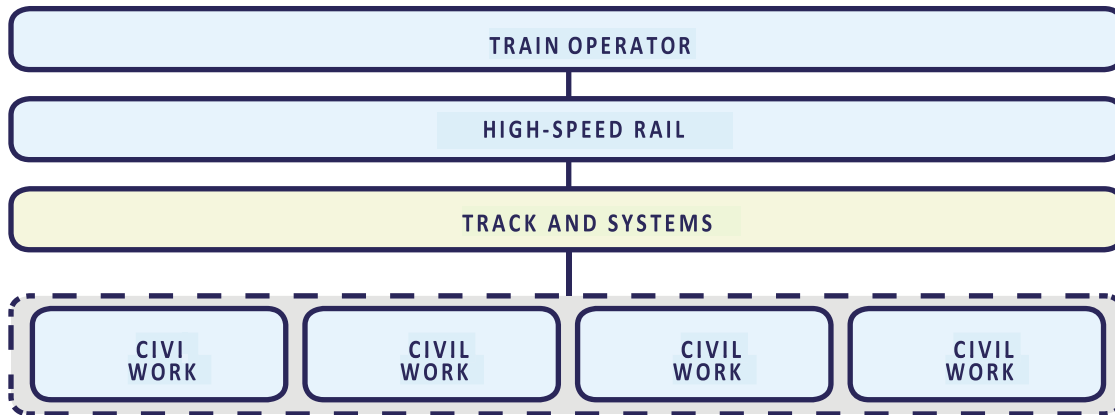 TRAIN OPERATOR
HIGH-SPEED RAIL
TRACK AND SYSTEMS
CIVI
WORK
CIVIL
WORK
CIVIL
WORK
CIVIL
WORK